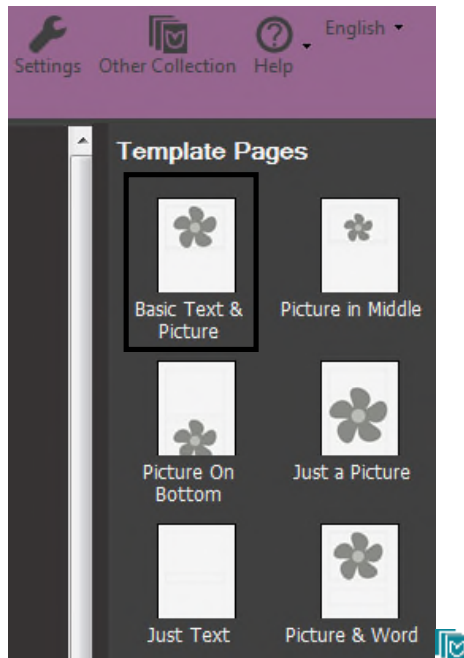 Settings Other Collection Help English
Template Pages
Basic Text &
Picture
Picture in Middle
Picture On
Bottom
Just a Picture
Just Text
Picture & Word